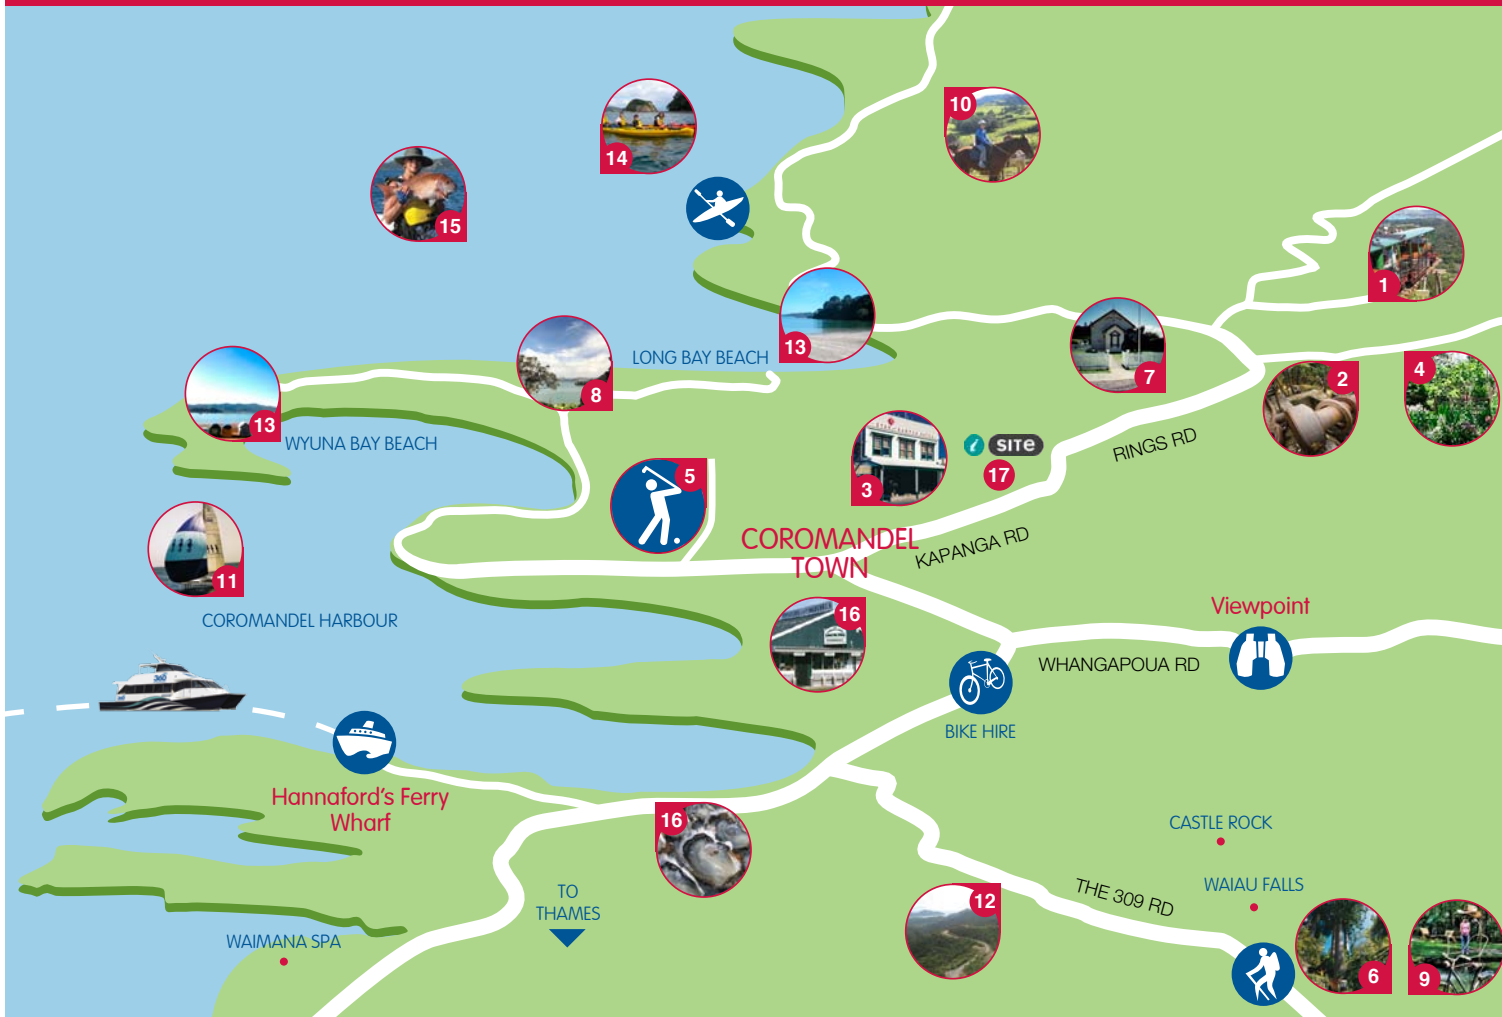 10
14
15
1
LONG BAY BEACH
13
8
7
2
4
13
WYUNA BAY BEACH
RINGS RD
SITE
17
5
3
COROMANDEL
TOWN
KAPANGA RD
11
COROMANDEL HARBOUR
16
Viewpoint
WHANGAPOUA RD
360
BIKE HIRE
Hannaford's Ferry
Wharf
16
CASTLE ROCK
TO
THAMES
12
THE 309 RD
WAIAU FALLS
WAIMANA SPA
6
9